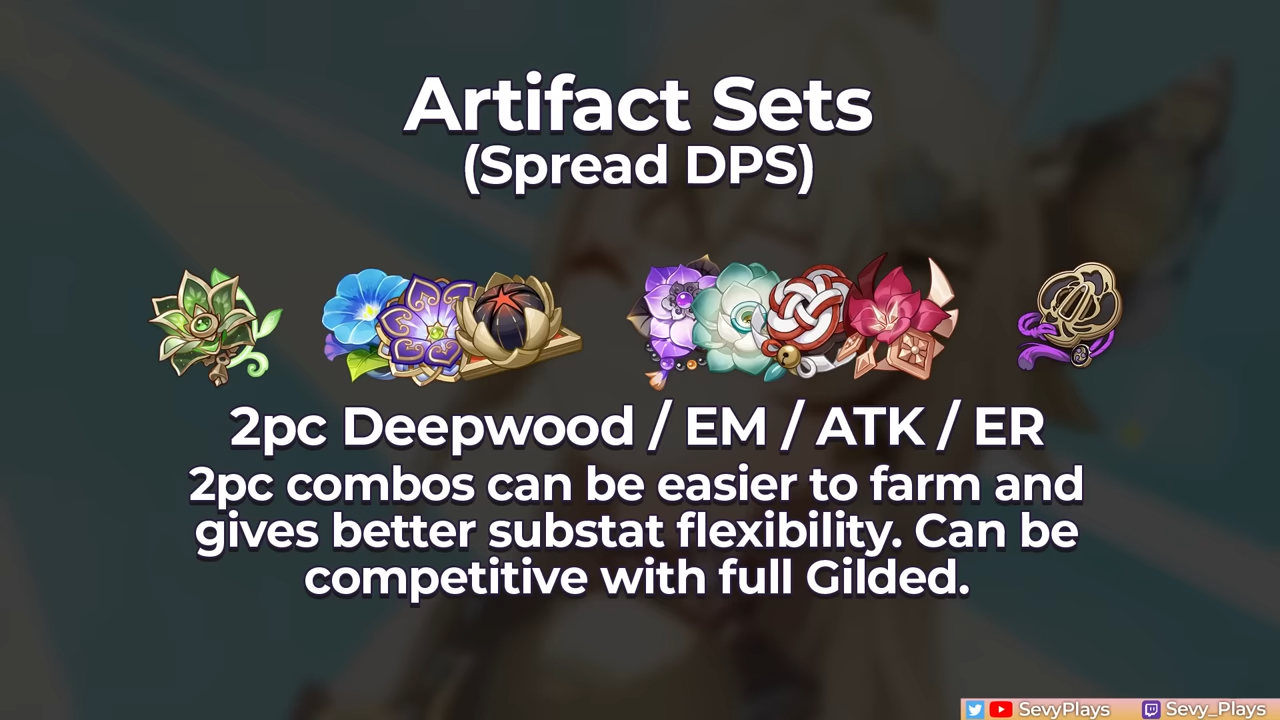 Artifact Sets
(Spread DPS)
2pc Deepwood / EM / ATK / ER
2pc combos can be easier to farm and
gives better substat flexibility. Can be
competitive with full Gilded.
SevyPlays Sevy_Plays